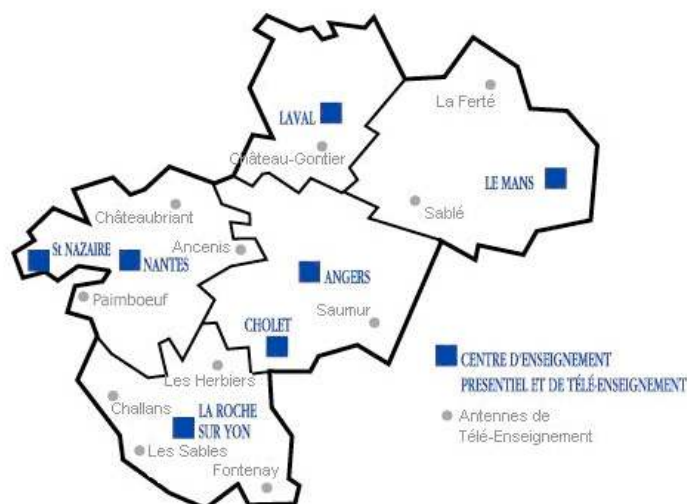 La Ferté
LAVAL
Château-Gontier
LE MANS
Sablé
Châteaubriant
St NAZAIRE
Ancenis
NANTES
ANGERS
Paimboeuf
Saumur
CHOLET
Les Herbiers
CENTRE D'ENSEIGNEMENT
PRESENTIEL ET DE TÉLÉ-ENSEIGNEMENT
Challans
LA ROCHE
SUR YON
Antennes de
Télé-Enseignement
Les Sables
Fontenay